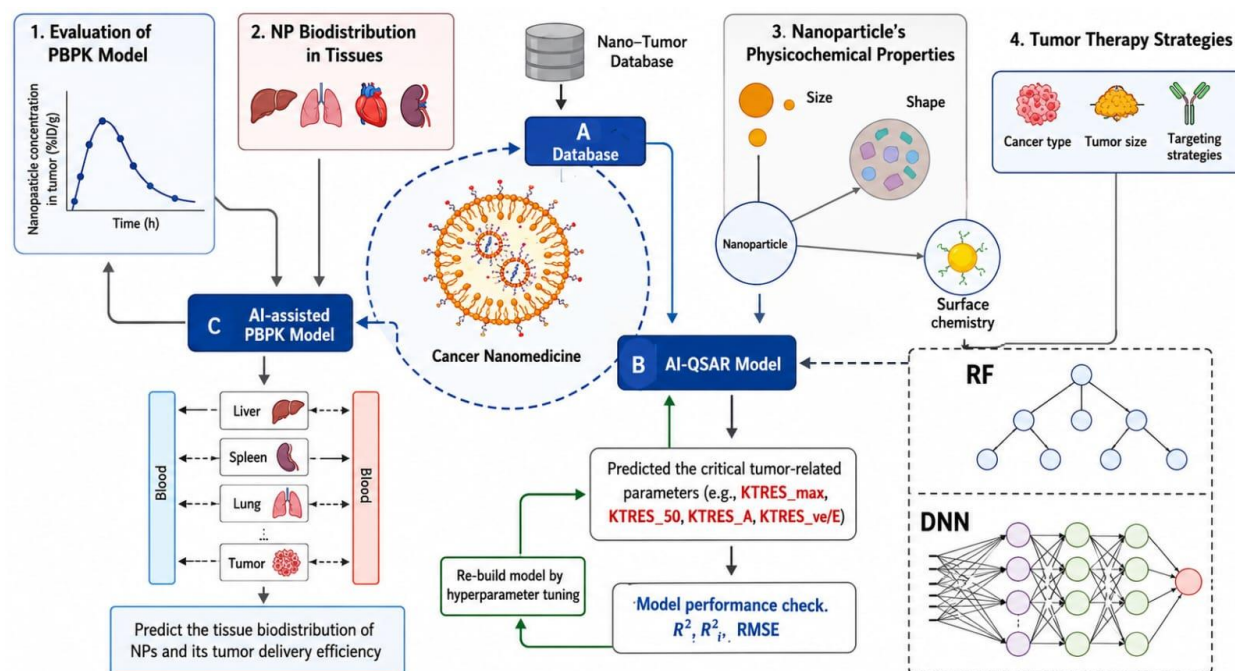 1. Evaluation of
PBPK Model
Nanopaaticle concentration
in tumor (%ID/g)
Time (h)
2. NP Biodistribution
in Tissues
Nano–Tumor
Database
A
Database
3. Nanoparticle's
Physicochemical Properties
Size
Shape
Nanoparticle
Surface
chemistry
4. Tumor Therapy Strategies
Cancer type
Tumor size
Targeting
strategies
C
AI-assisted
PBPK Model
Cancer Nanomedicine
B
AI-QSAR Model
Blood
Liver
Spleen
Lung
...
Tumor
Blood
Predict the tissue biodistribution of
NPs and its tumor delivery efficiency
Predicted the critical tumor-related
parameters (e.g., KTRES_max,
KTRES_50, KTRES_A, KTRES_ve/E)
Re-build model by
hyperparameter tuning
Model performance check.
R², R²ᵢ, . RMSE
RF
DNN